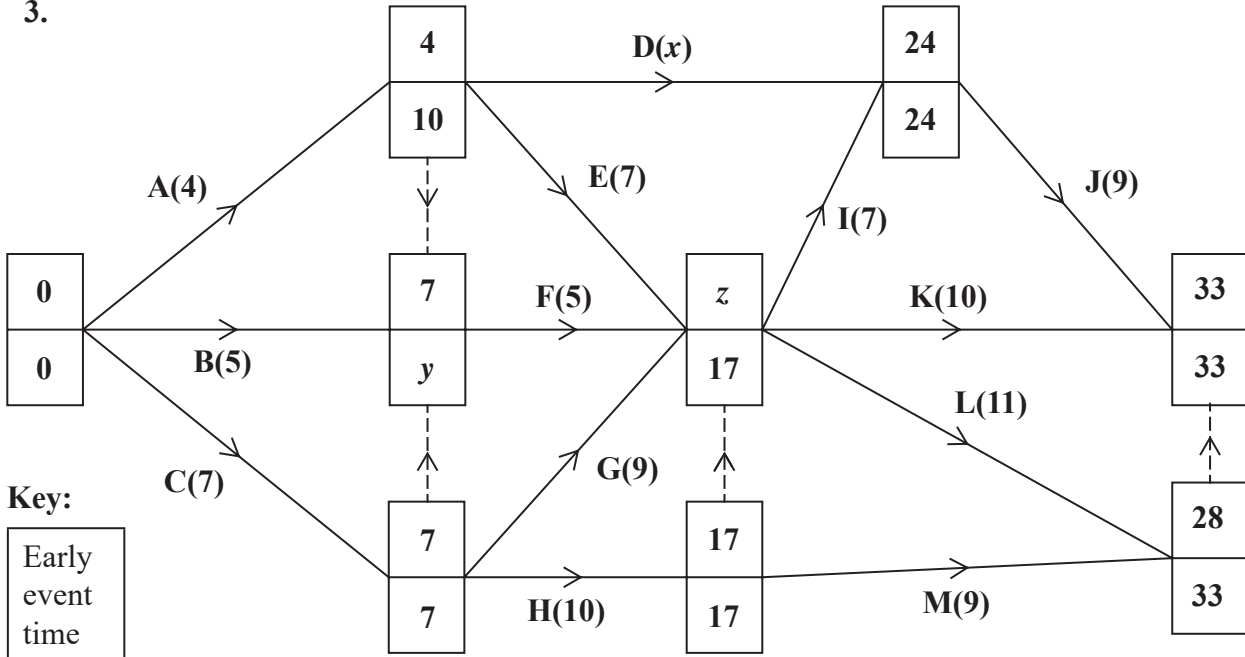 3.
4
D(x)
24
10
24
A(4)
E(7)
J(9)
I(7)
0
7
F(5)
z
K(10)
33
0
B(5)
y
17
33
L(11)
C(7)
G(9)
Key:
7
17
28
Early
event
time
7
H(10)
17
M(9)
33